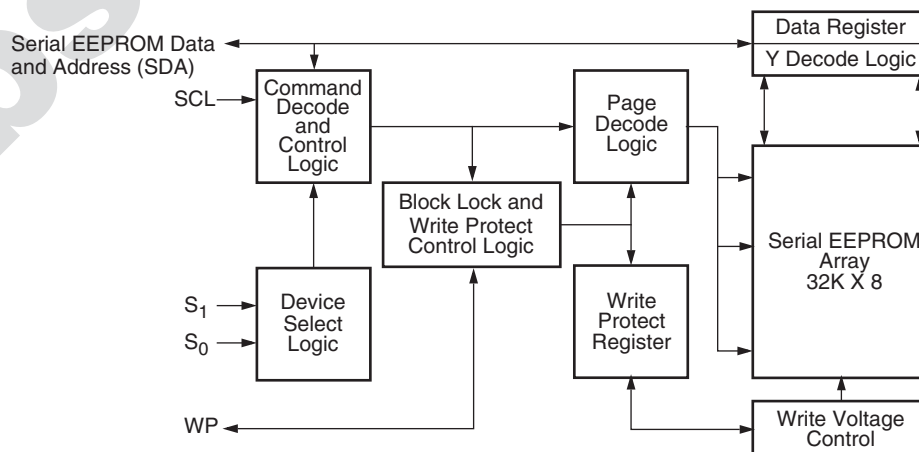 Serial EEPROM Data
and Address (SDA)
SCL
Command
Decode
and
Control
Logic
Page
Decode
Logic
Data Register
Y Decode Logic
Block Lock and
Write Protect
Control Logic
Serial EEPROM
Array
32K X 8
S1
S0
Device
Select
Logic
Write
Protect
Register
WP
Write Voltage
Control